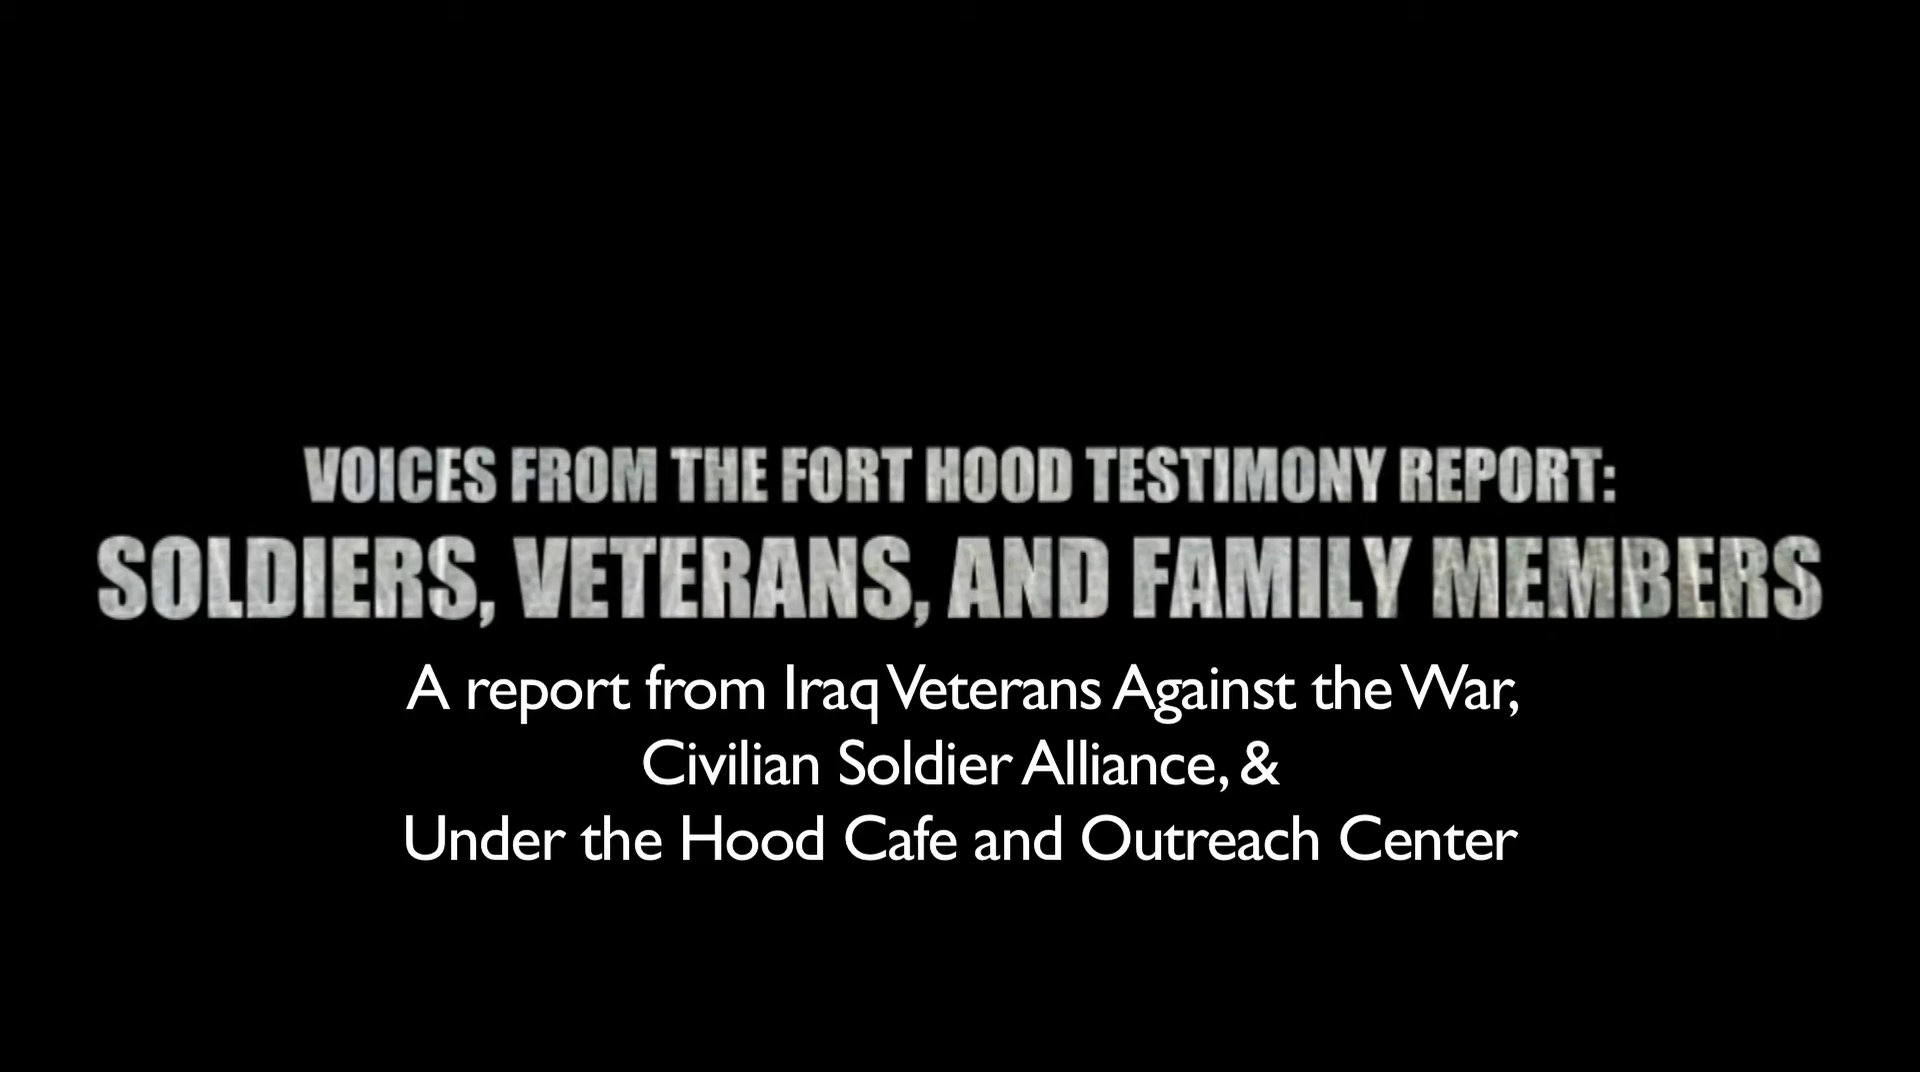 VOICES FROM THE FORT HOOD TESTIMONY REPORT:
SOLDIERS, VETERANS, AND FAMILY MEMBERS
A report from Iraq Veterans Against the War,
Civilian Soldier Alliance, &
Under the Hood Cafe and Outreach Center